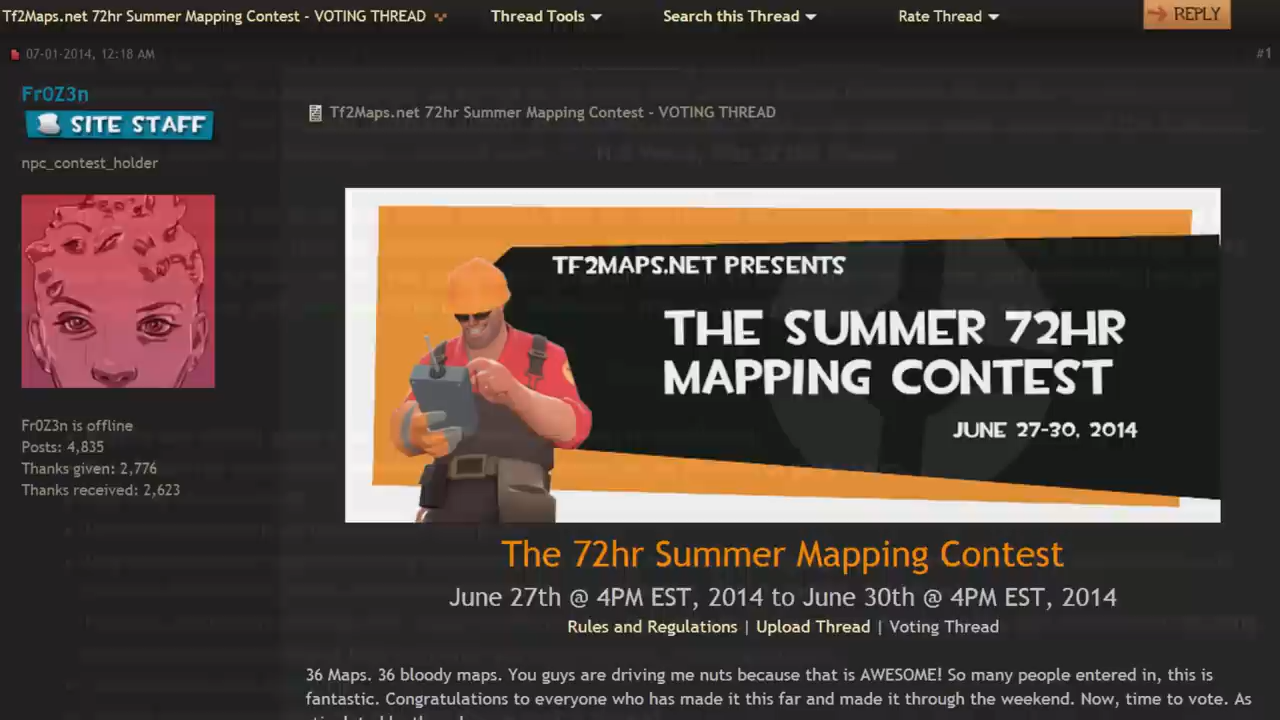 Tf2Maps.net 72hr Summer Mapping Contest - VOTING THREAD
Thread Tools
Search this Thread
Rate Thread
REPLY
07-01-2014, 12:18 AM
#1
Fr0Z3n
SITE STAFF
npc_contest_holder
Fr0Z3n is offline
Posts: 4,835
Thanks given: 2,776
Thanks received: 2,623
Tf2Maps.net 72hr Summer Mapping Contest - VOTING THREAD
TF2MAPS.NET PRESENTS
THE SUMMER 72HR
MAPPING CONTEST
JUNE 27-30, 2014
The 72hr Summer Mapping Contest
June 27th @ 4PM EST, 2014 to June 30th @ 4PM EST, 2014
Rules and Regulations | Upload Thread | Voting Thread
36 Maps. 36 bloody maps. You guys are driving me nuts because that is AWESOME! So many people entered in, this is
fantastic. Congratulations to everyone who has made it this far and made it through the weekend. Now, time to vote. As